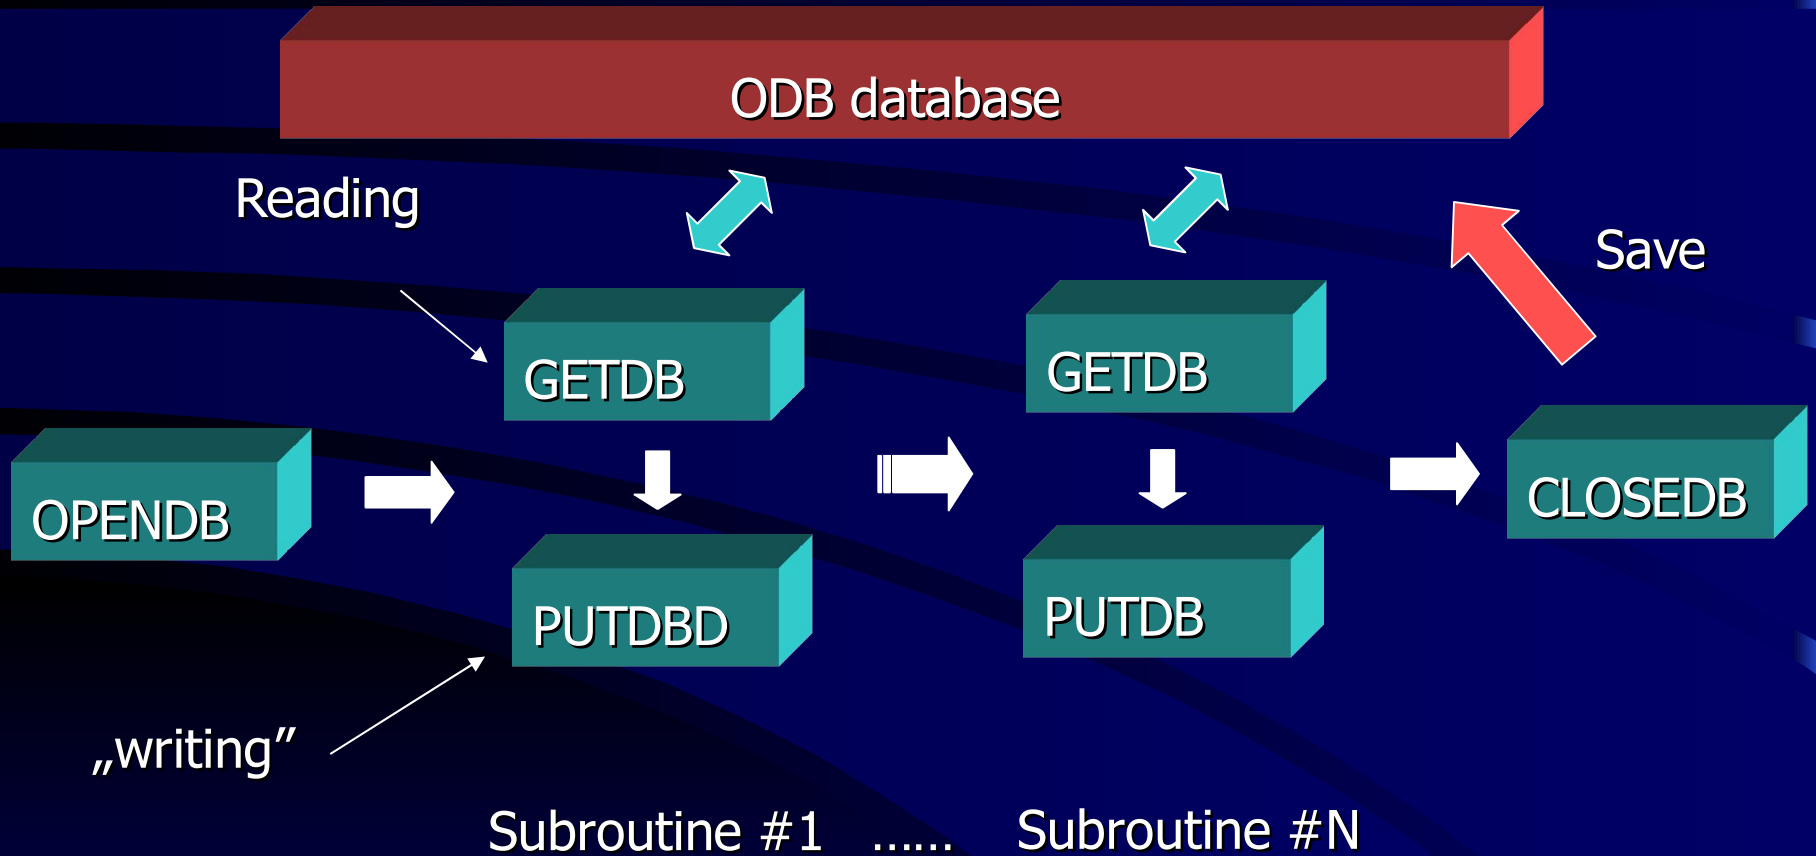 ODB database
Reading
Save
GETDB
GETDB
OPENDB
CLOSEDB
PUTDBD
PUTDB
„writing”
Subroutine #1 ...... Subroutine #N